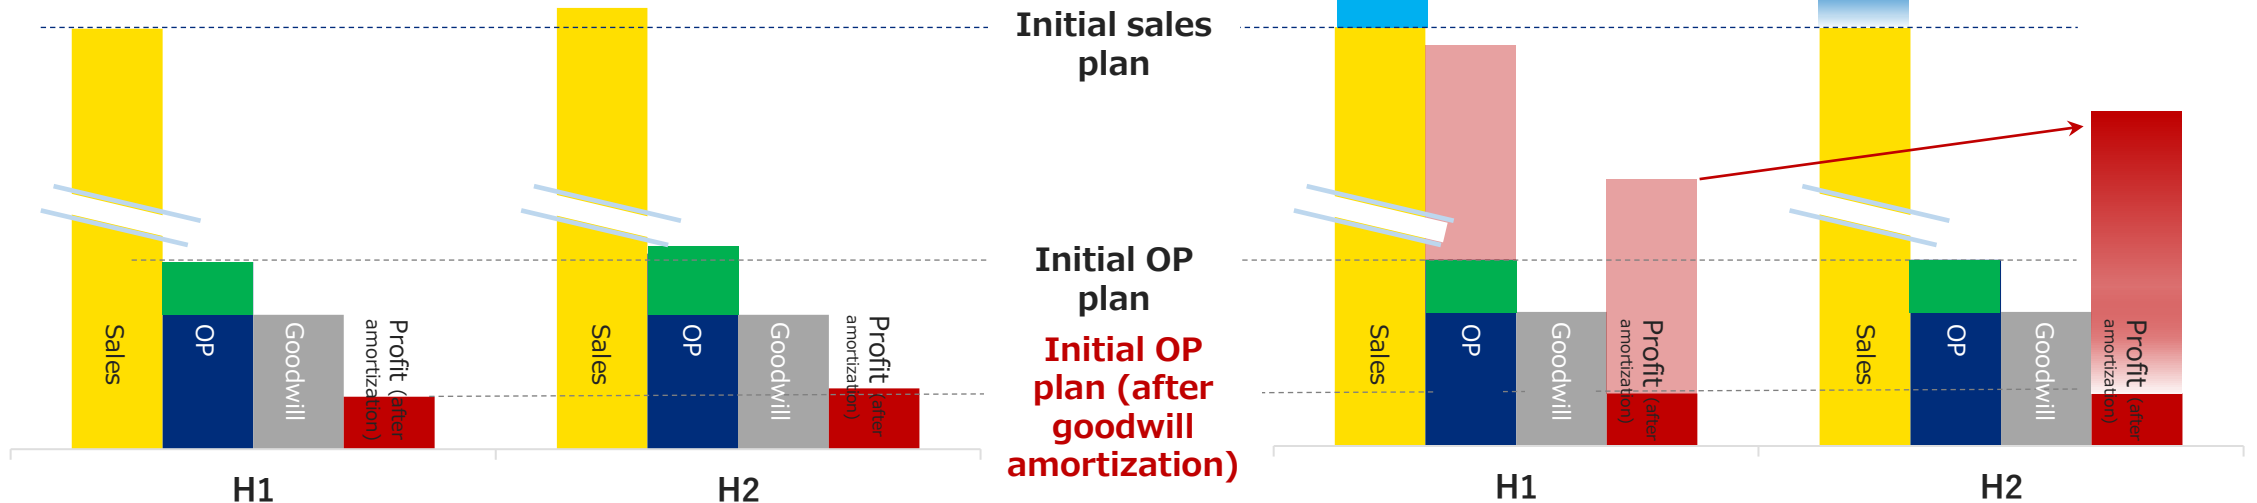 Sales
OP
Goodwill
Profit (after
amortization)
H1
Sales
OP
Goodwill
Profit (after
amortization)
H2
Initial sales
plan
Initial OP
plan
Initial OP
plan (after
goodwill
amortization)
Sales
OP
Goodwill
Profit (after
amortization)
H1
Sales
OP
Goodwill
Profit (after
amortization)
H2